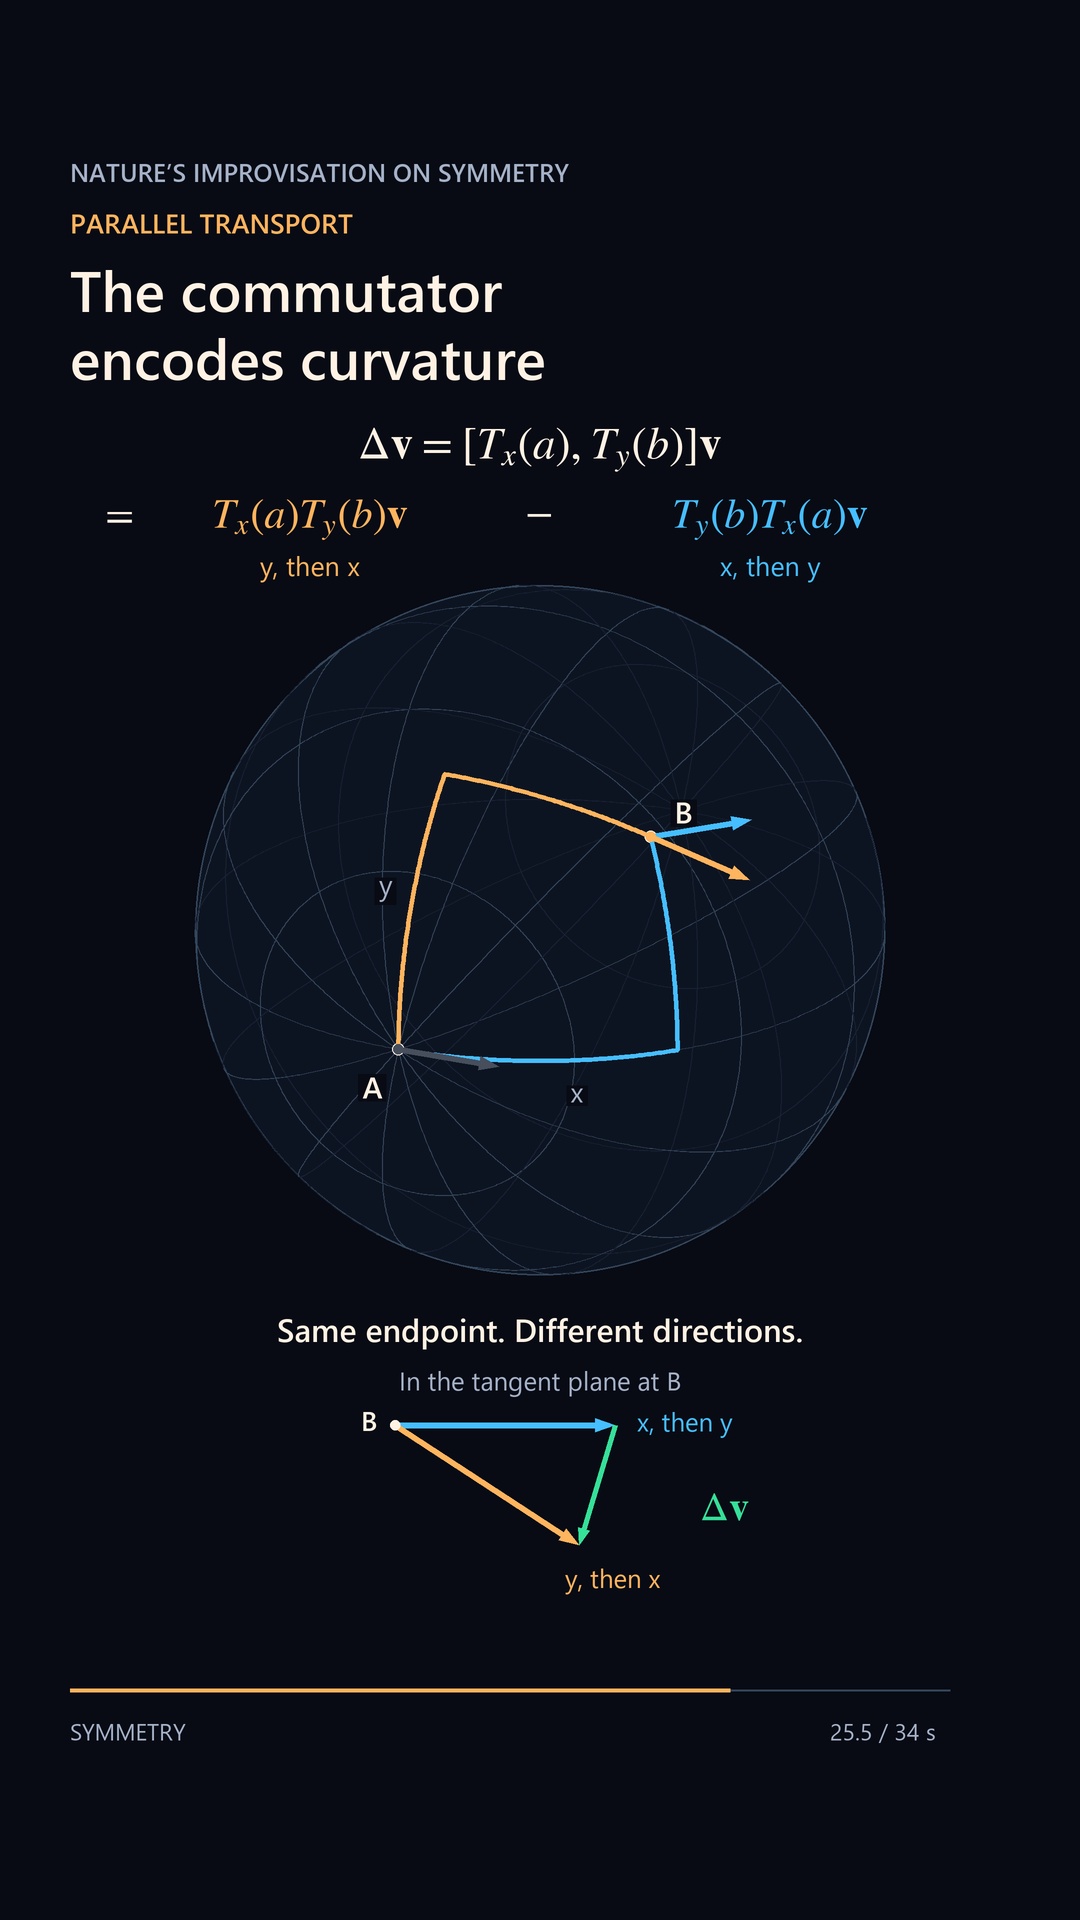 NATURE’S IMPROVISATION ON SYMMETRY
PARALLEL TRANSPORT
The commutator
encodes curvature
Δv = [Tx(a), Ty(b)]v
= Tx(a)Ty(b)v − Ty(b)Tx(a)v
y, then x x, then y
B
y
A
x
Same endpoint. Different directions.
In the tangent plane at B
B x, then y
Δv
y, then x
SYMMETRY 25.5 / 34 s